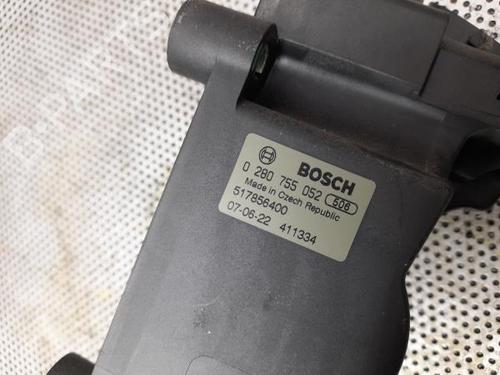 BOSCH
0 280 755 052 506
Made in Czech Republic
517856400
07-06-22 411334